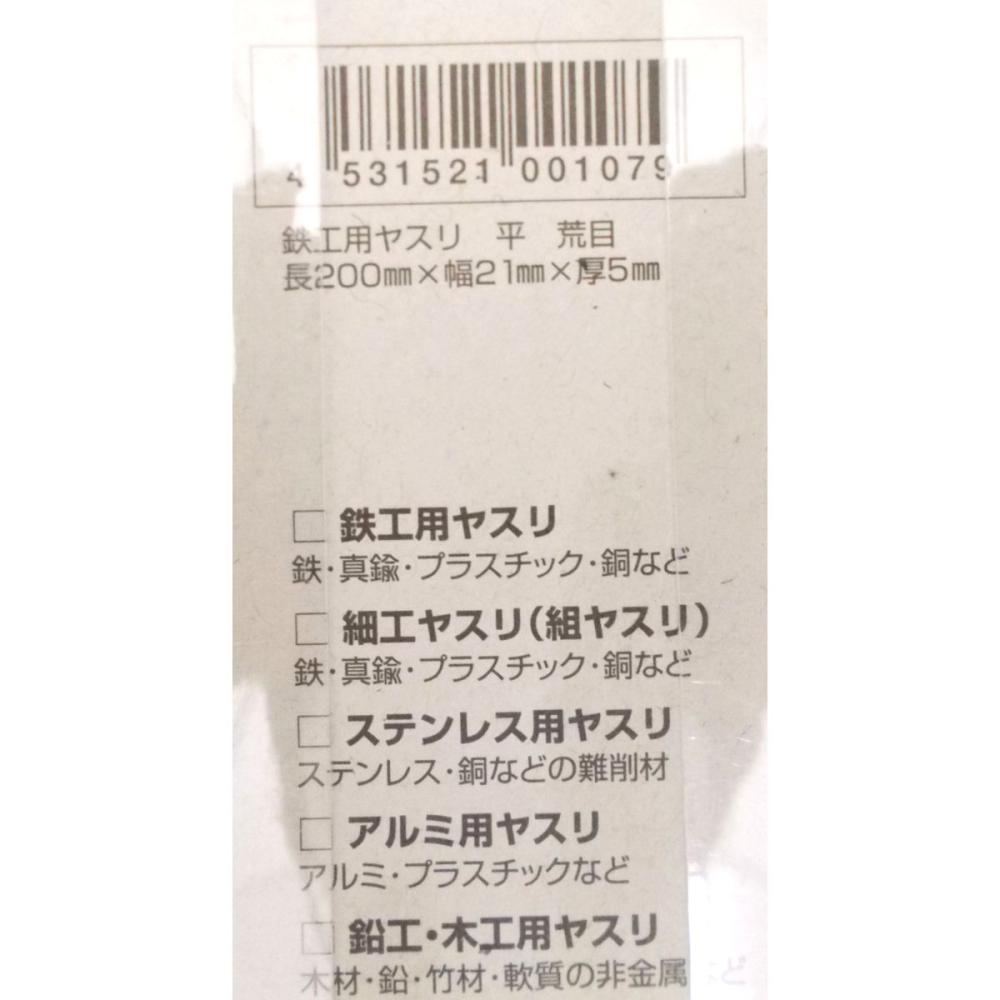 4 531521 001079
鉄工用ヤスリ 平 荒目
長200㎜×幅21㎜×厚5㎜
□ 鉄工用ヤスリ
鉄・真鍮・プラスチック・銅など
□ 細工ヤスリ(組ヤスリ)
鉄・真鍮・プラスチック・銅など
□ ステンレス用ヤスリ
ステンレス・銅などの難削材
□ アルミ用ヤスリ
アルミ・プラスチックなど
□ 鉛工・木工用ヤスリ
木材・鉛・竹材・軟質の非金属など